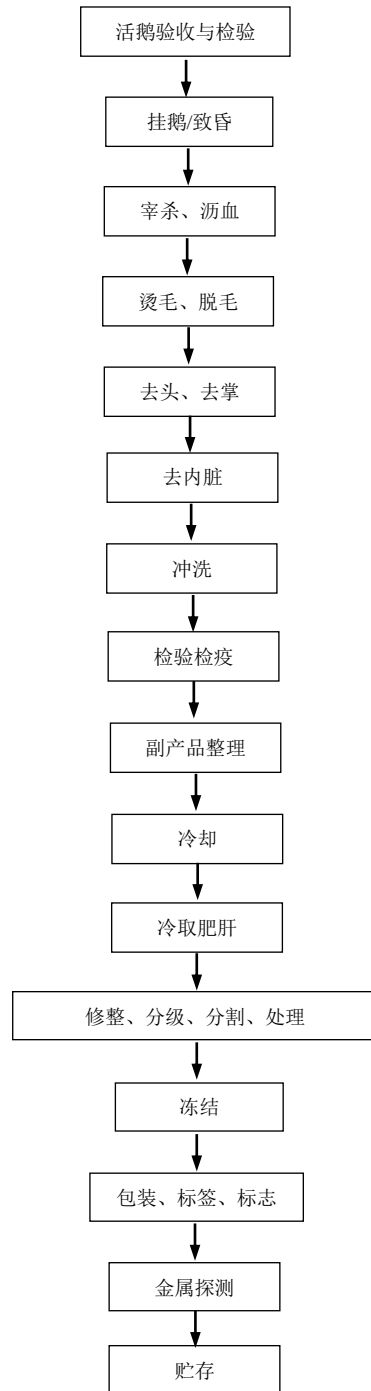 活鹅验收与检验
挂鹅/致昏
宰杀、沥血
烫毛、脱毛
去头、去掌
去内脏
冲洗
检验检疫
副产品整理
冷却
冷取肥肝
修整、分级、分割、处理
冻结
包装、标签、标志
金属探测
贮存